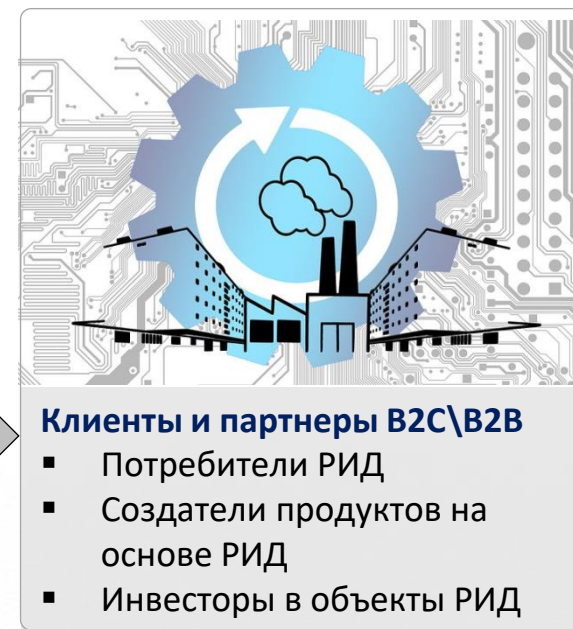 Клиенты и партнеры B2C\B2B
▪ Потребители РИД
▪ Создатели продуктов на
основе РИД
▪ Инвесторы в объекты РИД